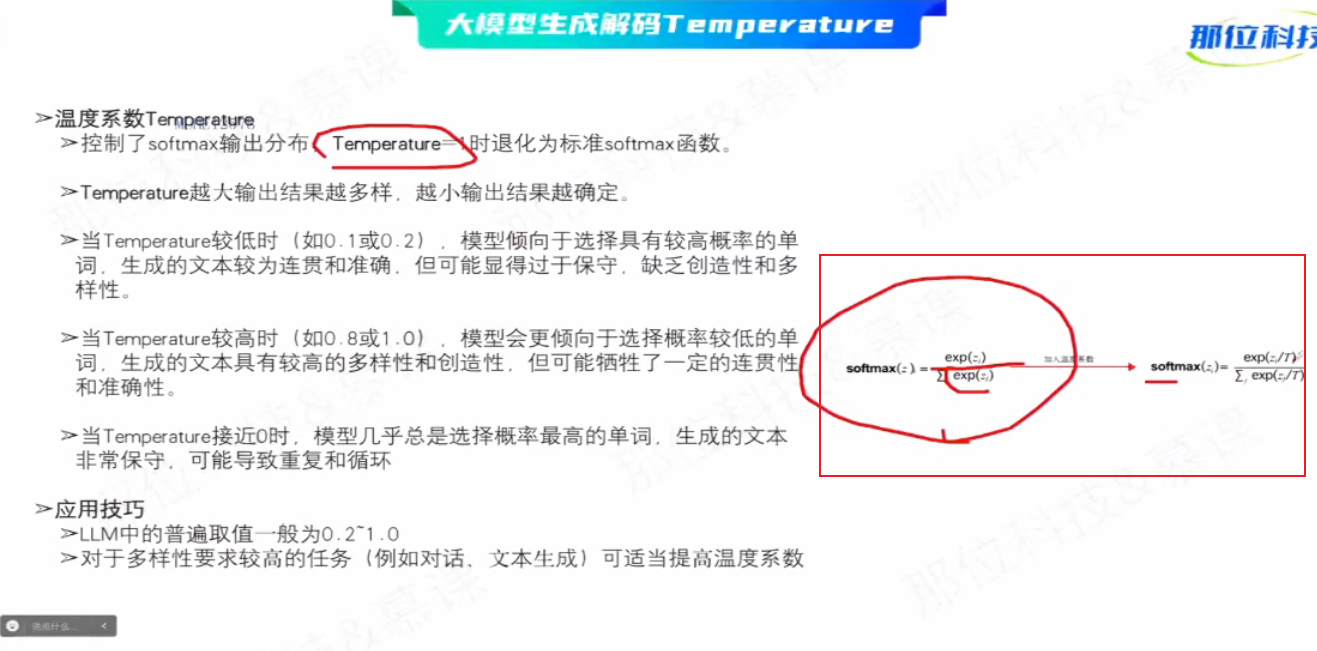 大模型生成解码Temperature
那位科技
➢温度系数Temperature
➢控制了softmax输出分布，Temperature=1时退化为标准softmax函数。
➢Temperature越大输出结果越多样，越小输出结果越确定。
➢当Temperature较低时（如0.1或0.2），模型倾向于选择具有较高概率的单
词，生成的文本较为连贯和准确，但可能显得过于保守，缺乏创造性和多
样性。
➢当Temperature较高时（如0.8或1.0），模型会更倾向于选择概率较低的单
词，生成的文本具有较高的多样性和创造性，但可能牺牲了一定的连贯性
和准确性。
➢当Temperature接近0时，模型几乎总是选择概率最高的单词，生成的文本
非常保守，可能导致重复和循环
➢应用技巧
➢LLM中的普遍取值一般为0.2~1.0
➢对于多样性要求较高的任务（例如对话、文本生成）可适当提高温度系数
softmax(zᵢ) = exp(zᵢ) / ∑ⱼ exp(zⱼ)
加入温度系数
softmax(zᵢ) = exp(zᵢ/T) / ∑ⱼ exp(zⱼ/T)
说点什么...
那位科技&慕课